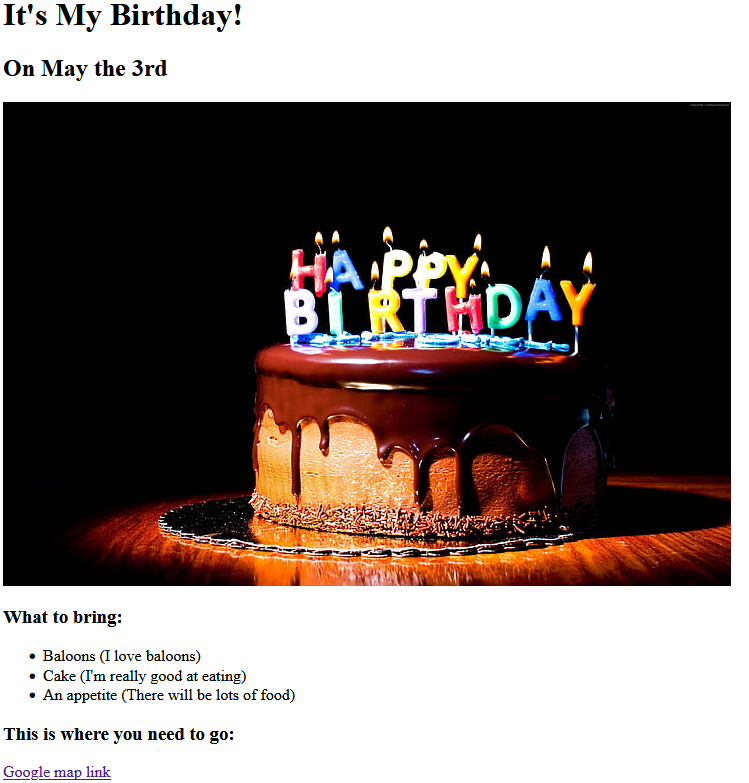 It's My Birthday!
On May the 3rd
HAPPY
BIRTHDAY
What to bring:
Baloons (I love baloons)
Cake (I'm really good at eating)
An appetite (There will be lots of food)
This is where you need to go:
Google map link